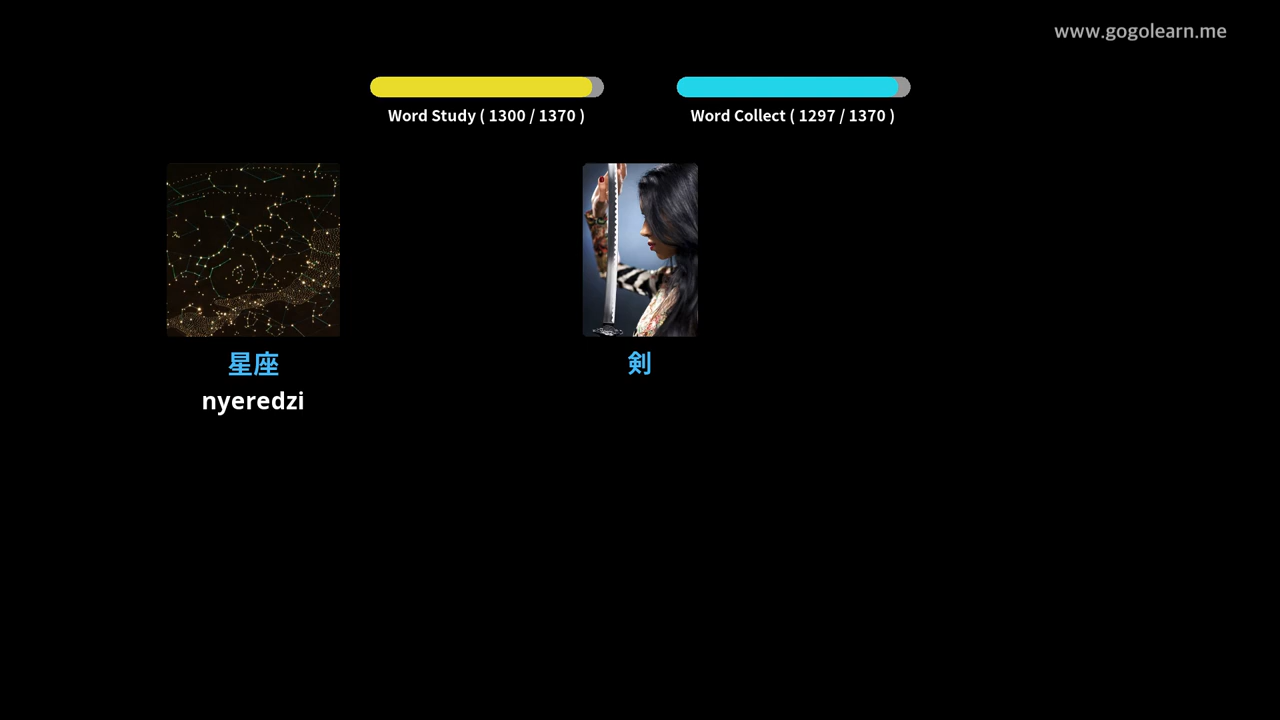 www.gogolearn.me
Word Study ( 1300 / 1370 )
Word Collect ( 1297 / 1370 )
星座
nyeredzi
剣